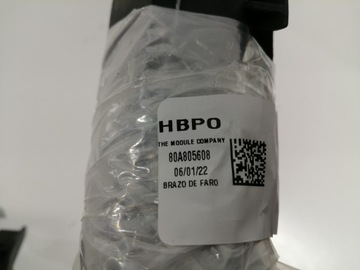 HBPO
THE MODULE COMPANY
80A805608
06/01/22
BRAZO DE FARO